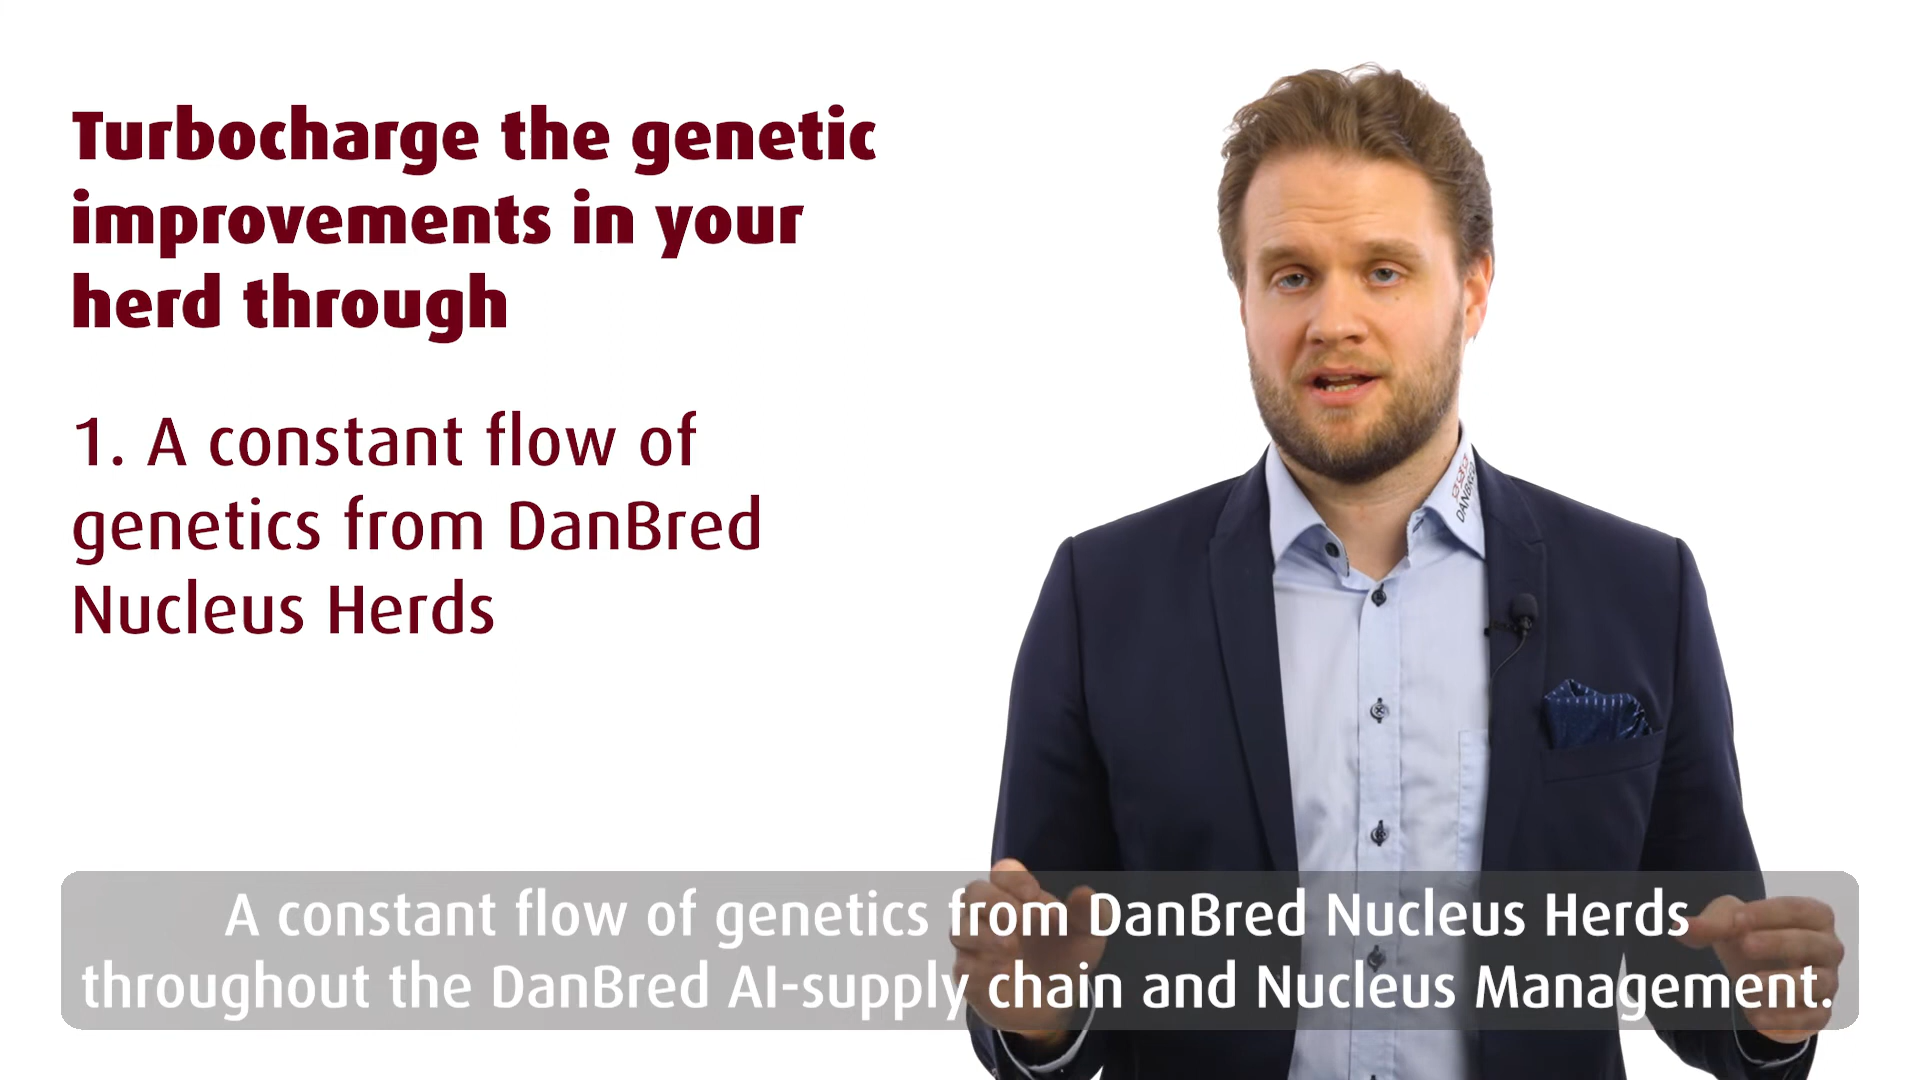 Turbocharge the genetic
improvements in your
herd through
1. A constant flow of
genetics from DanBred
Nucleus Herds
DANBRED
A constant flow of genetics from DanBred Nucleus Herds
throughout the DanBred AI-supply chain and Nucleus Management.